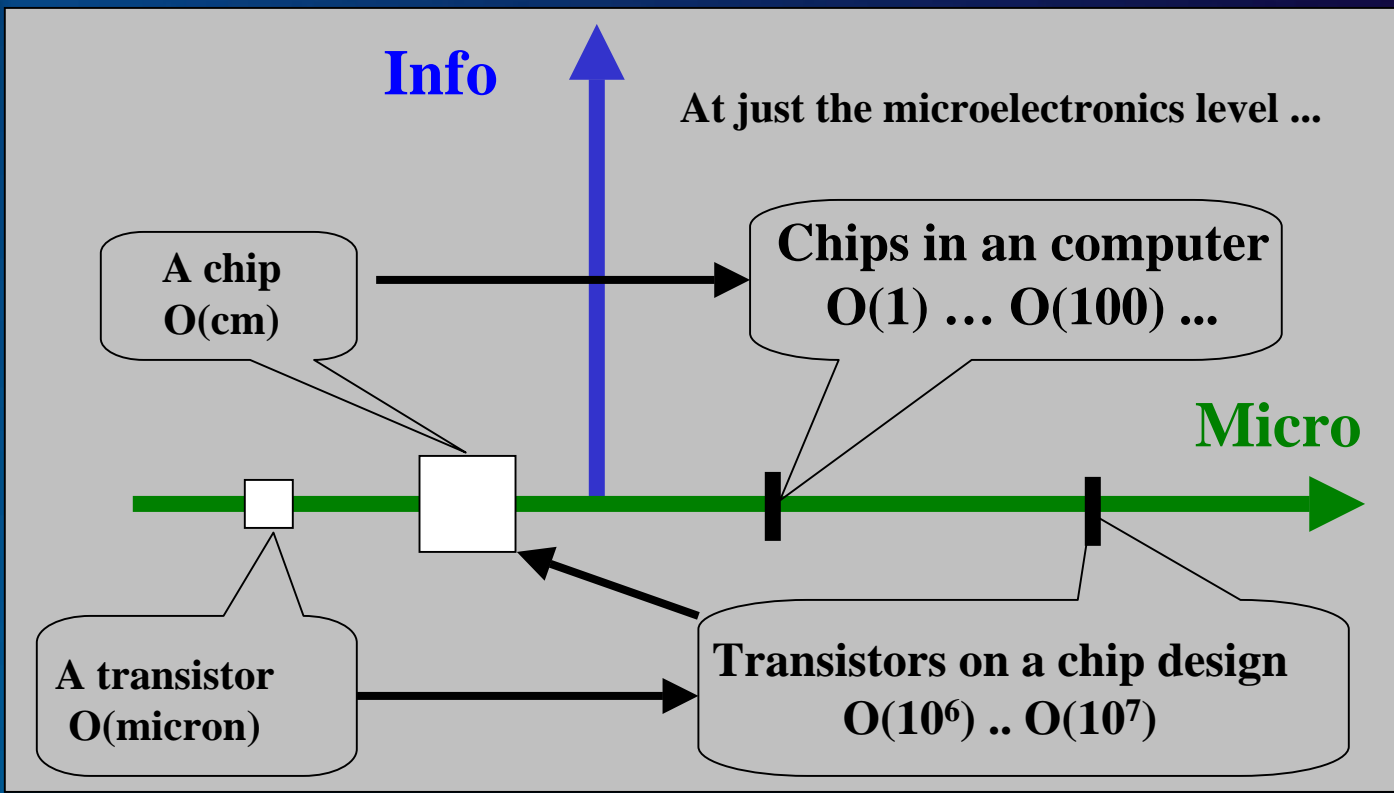 Info
At just the microelectronics level ...
A chip
O(cm)
Chips in an computer
O(1) … O(100) ...
Micro
A transistor
O(micron)
Transistors on a chip design
O(10⁶) .. O(10⁷)